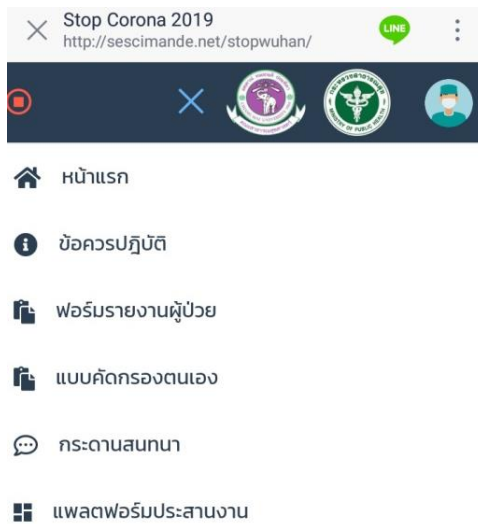 Stop Corona 2019
http://sescimande.net/stopwuhan/
LINE
หน้าแรก
ข้อควรปฎิบัติ
ฟอร์มรายงานผู้ป่วย
แบบคัดกรองตนเอง
กระดานสนทนา
แพลตฟอร์มประสานงาน